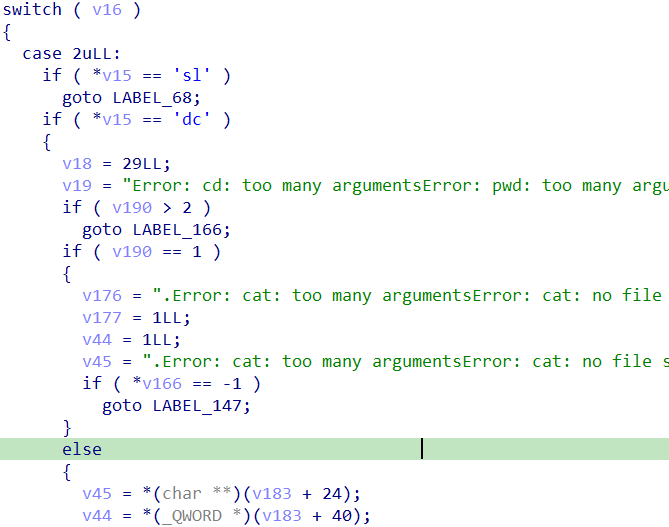 switch ( v16 )
{
case 2uLL:
if ( *v15 == 'sl' )
goto LABEL_68;
if ( *v15 == 'dc' )
{
v18 = 29LL;
v19 = "Error: cd: too many argumentsError: pwd: too many argu
if ( v190 > 2 )
goto LABEL_166;
if ( v190 == 1 )
{
v176 = ".Error: cat: too many argumentsError: cat: no file
v177 = 1LL;
v44 = 1LL;
v45 = ".Error: cat: too many argumentsError: cat: no file s
if ( *v166 == -1 )
goto LABEL_147;
}
else
{
v45 = *(char **)(v183 + 24);
v44 = *(_QWORD *)(v183 + 40);